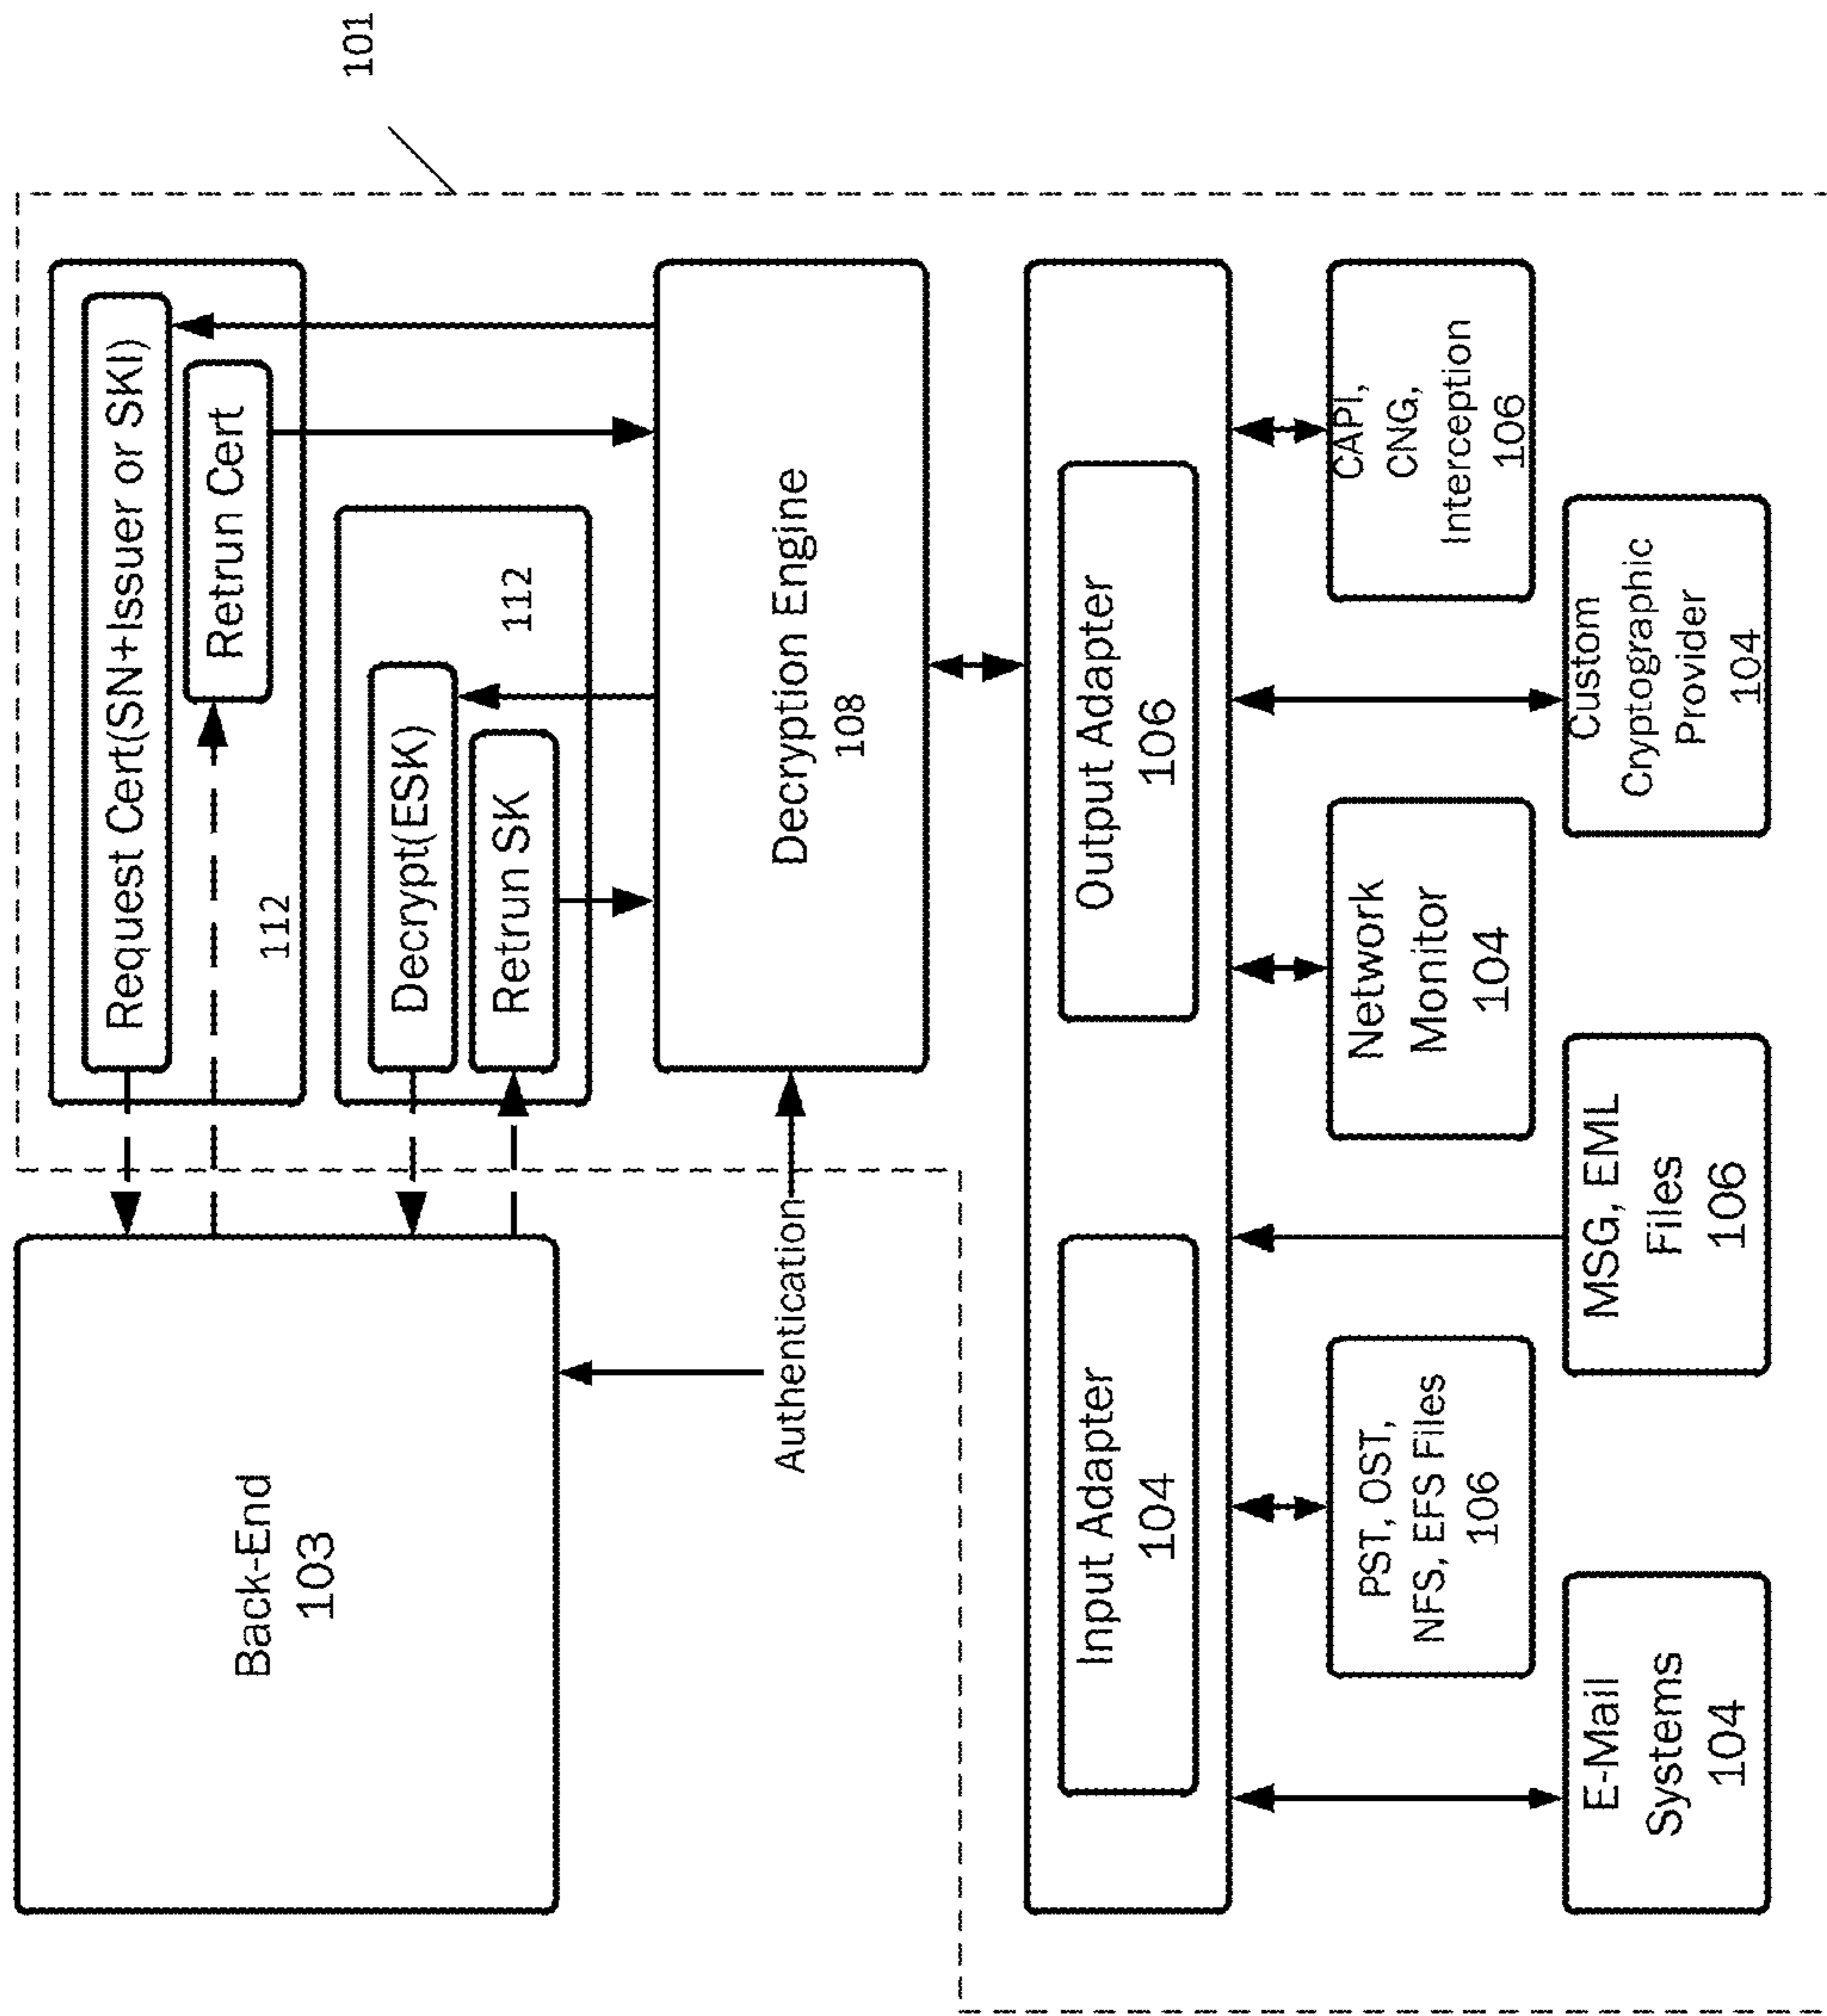 101
Back-End
103
Request Cert(SN+Issuer or SKI)
Retrun Cert
112
Decrypt(ESK)
112
Retrun SK
Authentication
Decryption Engine
108
Input Adapter
104
Output Adapter
106
PST, OST,
NFS, EFS Files
106
Network
Monitor
104
CAPI,
CNG,
Interception
106
E-Mail
Systems
104
MSG, EML
Files
106
Custom
Cryptographic
Provider
104